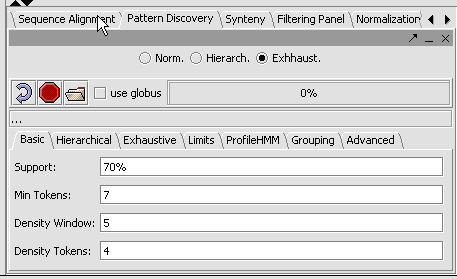 Sequence Alignment Pattern Discovery Synteny Filtering Panel Normalization
Norm. Hierarch. Exhhaust.
use globus 0%
...
Basic Hierarchical Exhaustive Limits ProfileHMM Grouping Advanced
Support: 70%
Min Tokens: 7
Density Window: 5
Density Tokens: 4